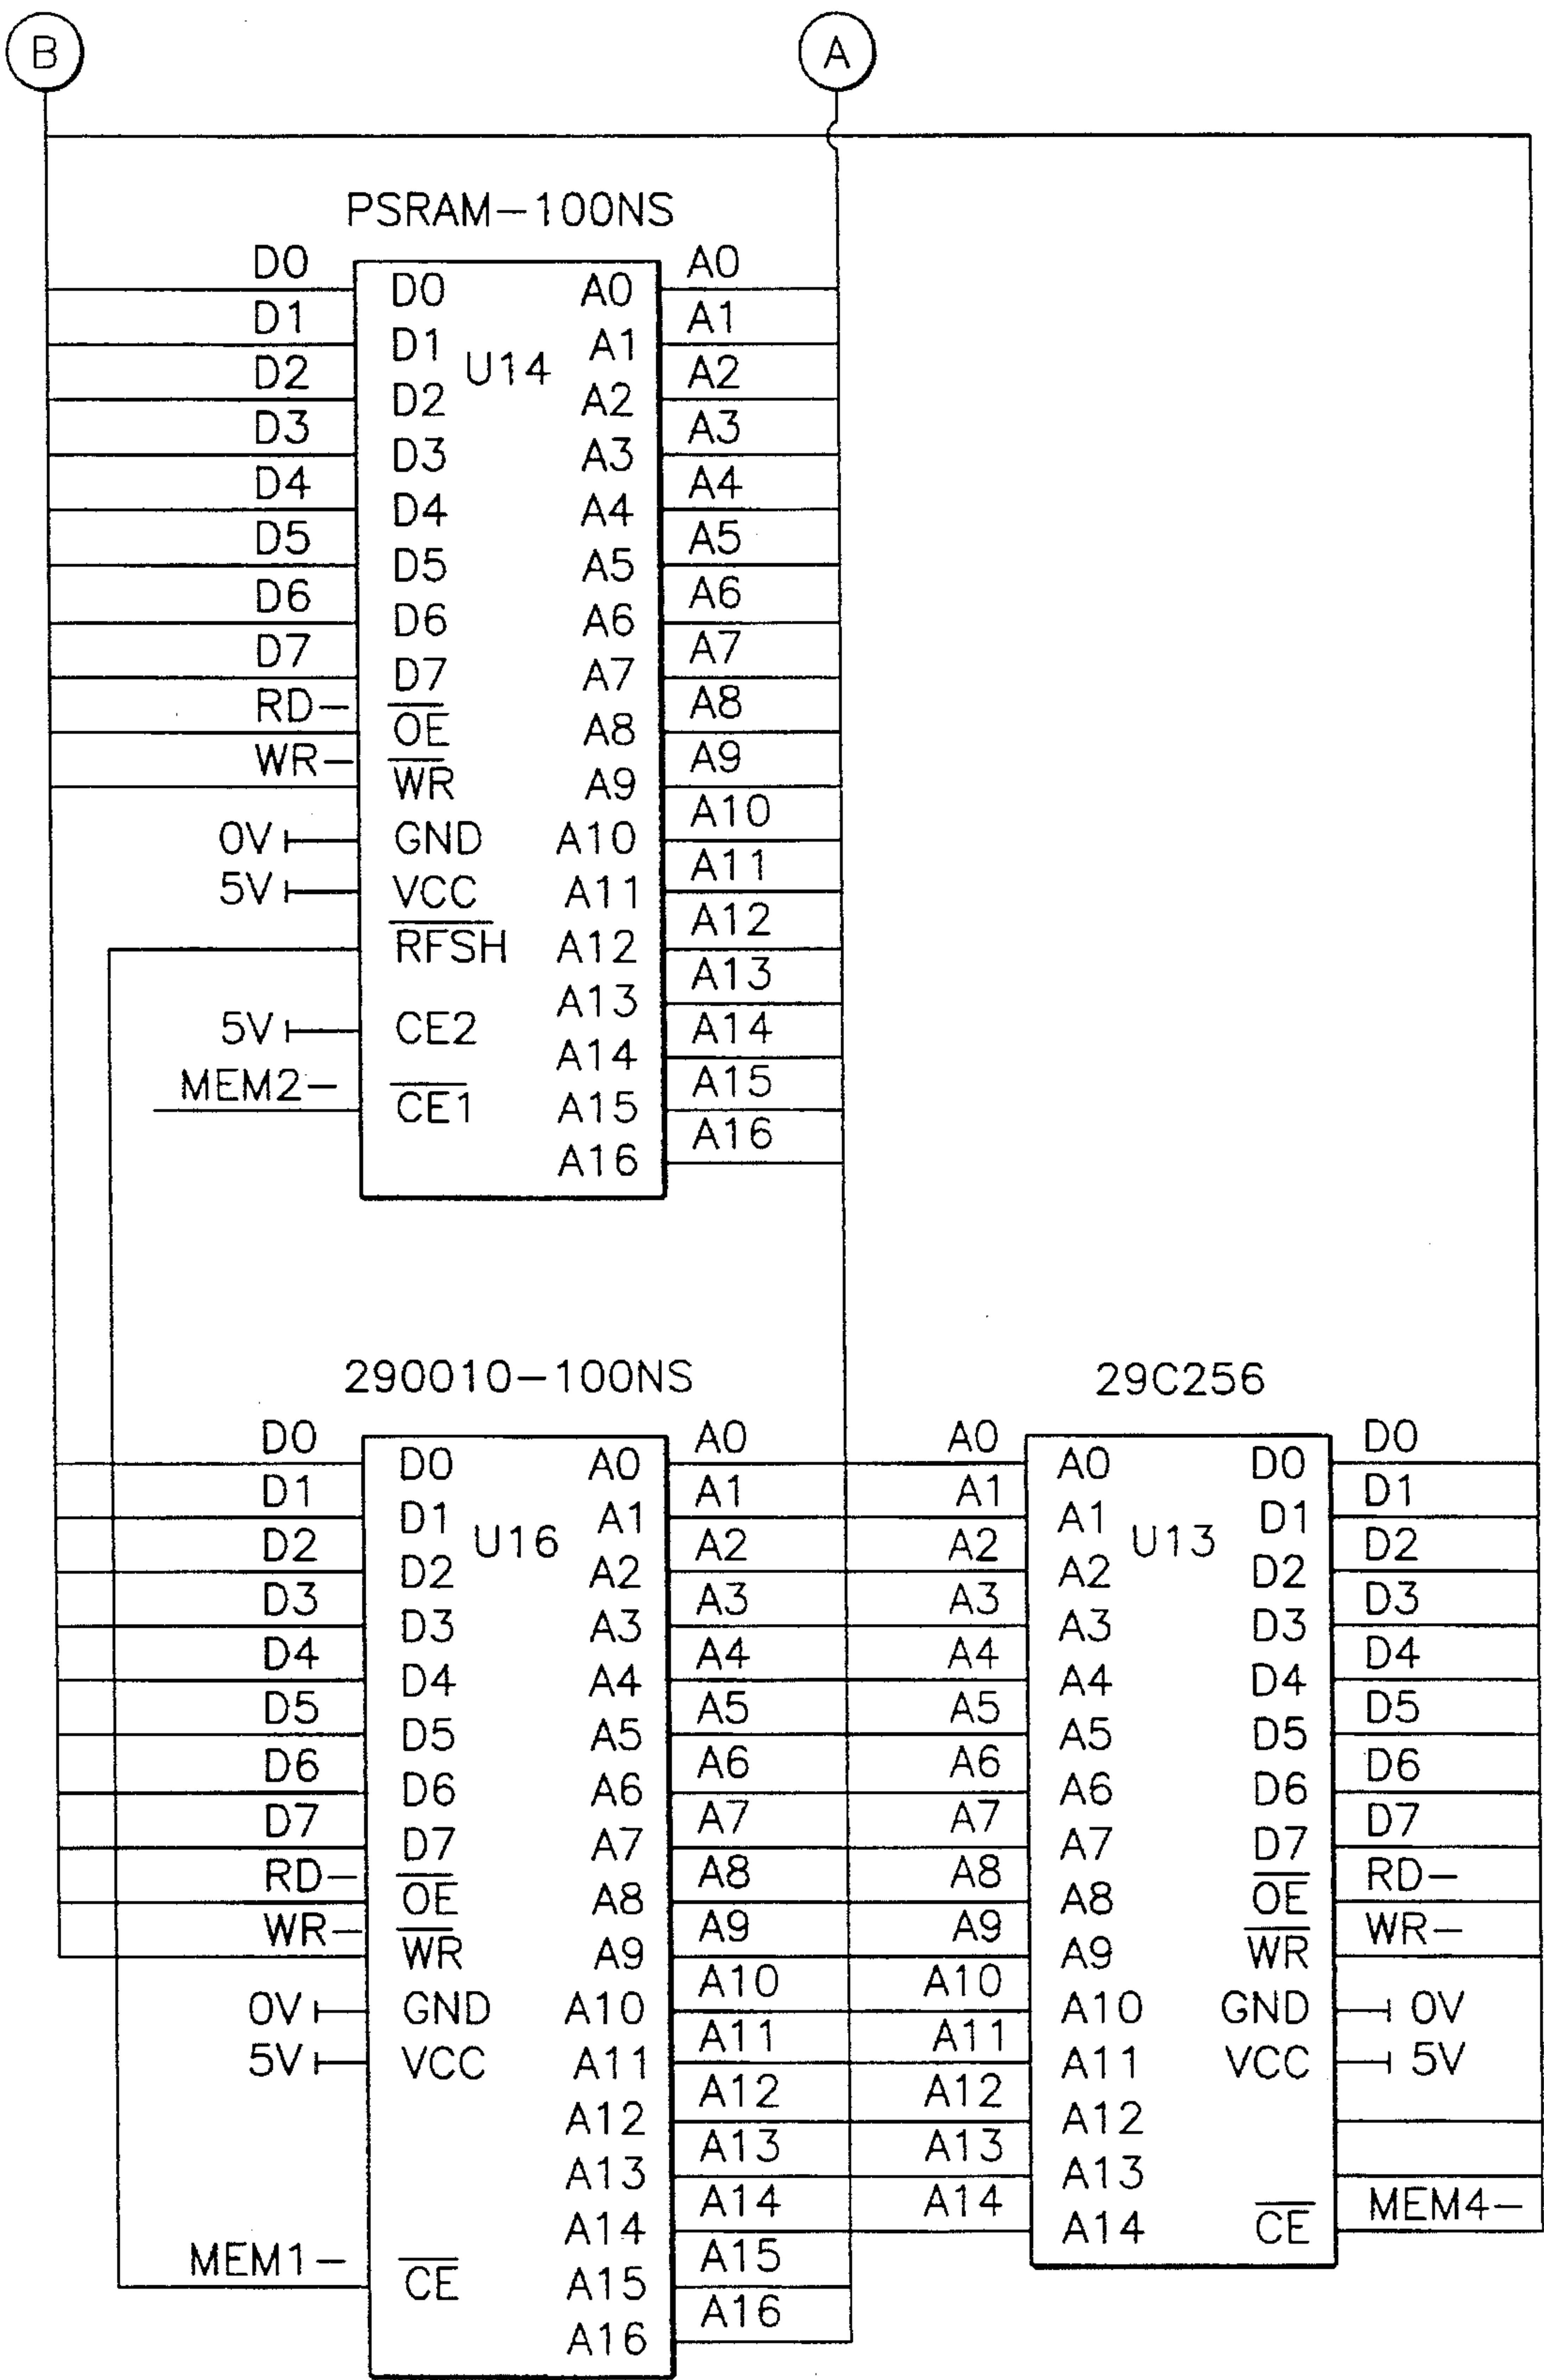 B A
PSRAM-100NS
D0 D0 A0 A0
D1 D1 U14 A1 A1
D2 D2 A2 A2
D3 D3 A3 A3
D4 D4 A4 A4
D5 D5 A5 A5
D6 D6 A6 A6
D7 D7 A7 A7
RD- OE A8 A8
WR- WR A9 A9
0V GND A10 A10
5V VCC A11 A11
RFSH A12 A12
A13 A13
5V CE2 A14 A14
MEM2- CE1 A15 A15
A16 A16
290010-100NS 29C256
D0 D0 A0 A0 A0 A0 D0 D0
D1 D1 U16 A1 A1 A1 A1 U13 D1 D1
D2 D2 A2 A2 A2 A2 D2 D2
D3 D3 A3 A3 A3 A3 D3 D3
D4 D4 A4 A4 A4 A4 D4 D4
D5 D5 A5 A5 A5 A5 D5 D5
D6 D6 A6 A6 A6 A6 D6 D6
D7 D7 A7 A7 A7 A7 D7 D7
RD- OE A8 A8 A8 A8 OE RD-
WR- WR A9 A9 A9 A9 WR WR-
0V GND A10 A10 A10 A10 GND 0V
5V VCC A11 A11 A11 A11 VCC 5V
A12 A12 A12 A12
A13 A13 A13 A13
A14 A14 A14 A14 CE MEM4-
MEM1- CE A15 A15
A16 A16